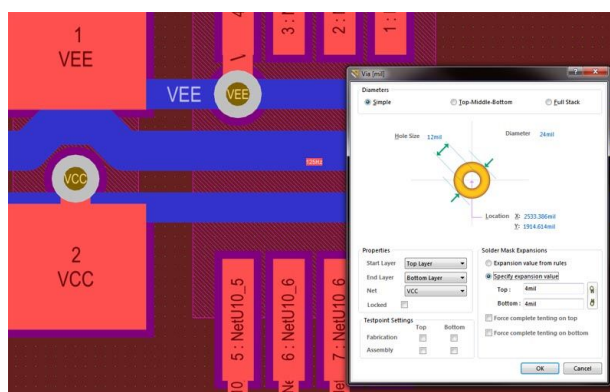 1
VEE
4
3 : N
2 : N
1 : N
VEE
VEE
VCC
2
VCC
5 : NetU10_5
6 : NetU10_6
7 : NetU10_6
Via [mil]
Diameters
Simple
Top-Middle-Bottom
Full Stack
Hole Size 12mil
Diameter 24mil
Location X: 2533.386mil
Y: 1914.614mil
Properties
Start Layer Top Layer
End Layer Bottom Layer
Net VCC
Locked
Solder Mask Expansions
Expansion value from rules
Specify expansion value
Top : 4mil
Bottom : 4mil
Force complete tenting on top
Force complete tenting on bottom
Testpoint Settings
Top Bottom
Fabrication
Assembly
OK Cancel